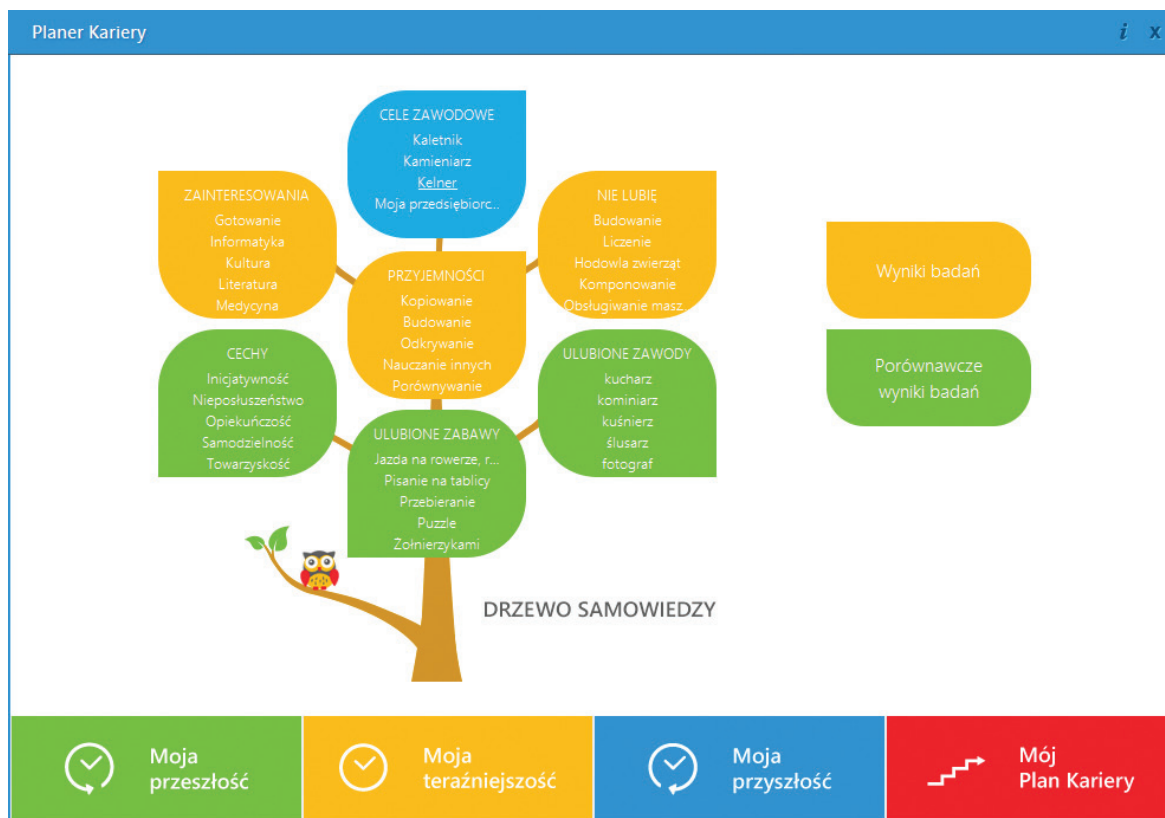 Planer Kariery
i x
CELE ZAWODOWE
Kaletnik
Kamieniarz
Kelner
Moja przedsiębiorc...
ZAINTERESOWANIA
Gotowanie
Informatyka
Kultura
Literatura
Medycyna
PRZYJEMNOŚCI
Kopiowanie
Budowanie
Odkrywanie
Nauczanie innych
Porównywanie
NIE LUBIĘ
Budowanie
Liczenie
Hodowla zwierząt
Komponowanie
Obsługiwanie masz...
CECHY
Inicjatywność
Nieposłuszeństwo
Opiekuńczość
Samodzielność
Towarzyskość
ULUBIONE ZABAWY
Jazda na rowerze, r...
Pisanie na tablicy
Przebieranie
Puzzle
Żołnierzykami
ULUBIONE ZAWODY
kucharz
kominiarz
kuśnierz
ślusarz
fotograf
Wyniki badań
Porównawcze
wyniki badań
DRZEWO SAMOWIEDZY
Moja
przeszłość
Moja
teraźniejszość
Moja
przyszłość
Mój
Plan Kariery